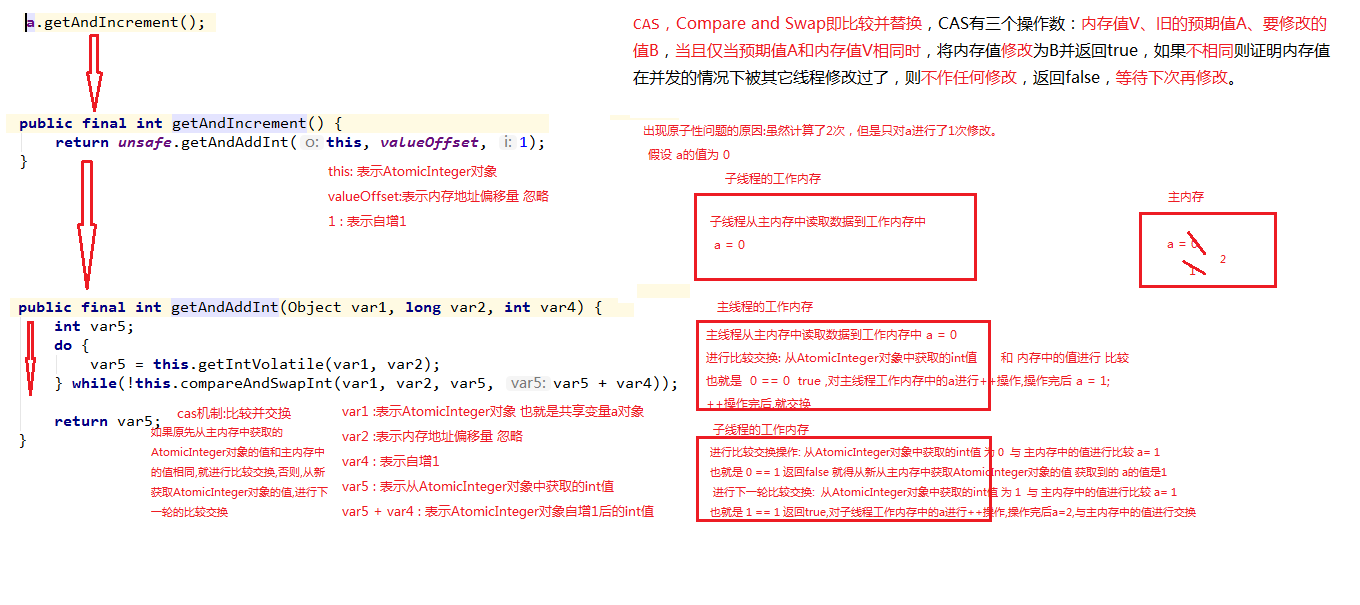 a.getAndIncrement();
public final int getAndIncrement() {
return unsafe.getAndAddInt( o: this, valueOffset, i: 1);
}
this: 表示AtomicInteger对象
valueOffset:表示内存地址偏移量 忽略
1 : 表示自增1
public final int getAndAddInt(Object var1, long var2, int var4) {
int var5;
do {
var5 = this.getIntVolatile(var1, var2);
} while(!this.compareAndSwapInt(var1, var2, var5, var5: var5 + var4));
return var5;
}
cas机制:比较并交换
如果原先从主内存中获取的
AtomicInteger对象的值和主内存中
的值相同,就进行比较交换,否则,从新
获取AtomicInteger对象的值,进行下
一轮的比较交换
var1 :表示AtomicInteger对象 也就是共享变量a对象
var2 :表示内存地址偏移量 忽略
var4 : 表示自增1
var5 : 表示从AtomicInteger对象中获取的int值
var5 + var4 : 表示AtomicInteger对象自增1后的int值
CAS，Compare and Swap即比较并替换，CAS有三个操作数：内存值V、旧的预期值A、要修改的
值B，当且仅当预期值A和内存值V相同时，将内存值修改为B并返回true，如果不相同则证明内存值
在并发的情况下被其它线程修改过了，则不作任何修改，返回false，等待下次再修改。
出现原子性问题的原因:虽然计算了2次，但是只对a进行了1次修改。
假设 a的值为 0
子线程的工作内存
子线程从主内存中读取数据到工作内存中
a = 0
主内存
a = 0
1
2
主线程的工作内存
主线程从主内存中读取数据到工作内存中 a = 0
进行比较交换: 从AtomicInteger对象中获取的int值 和 内存中的值进行 比较
也就是 0 == 0 true ,对主线程工作内存中的a进行++操作,操作完后 a = 1;
++操作完后,就交换
子线程的工作内存
进行比较交换操作: 从AtomicInteger对象中获取的int值 为 0 与 主内存中的值进行比较 a= 1
也就是 0 == 1 返回false 就得从新从主内存中获取AtomicInteger对象的值 获取到的 a的值是1
进行下一轮比较交换: 从AtomicInteger对象中获取的int值 为 1 与 主内存中的值进行比较 a= 1
也就是 1 == 1 返回true,对子线程工作内存中的a进行++操作,操作完后a=2,与主内存中的值进行交换